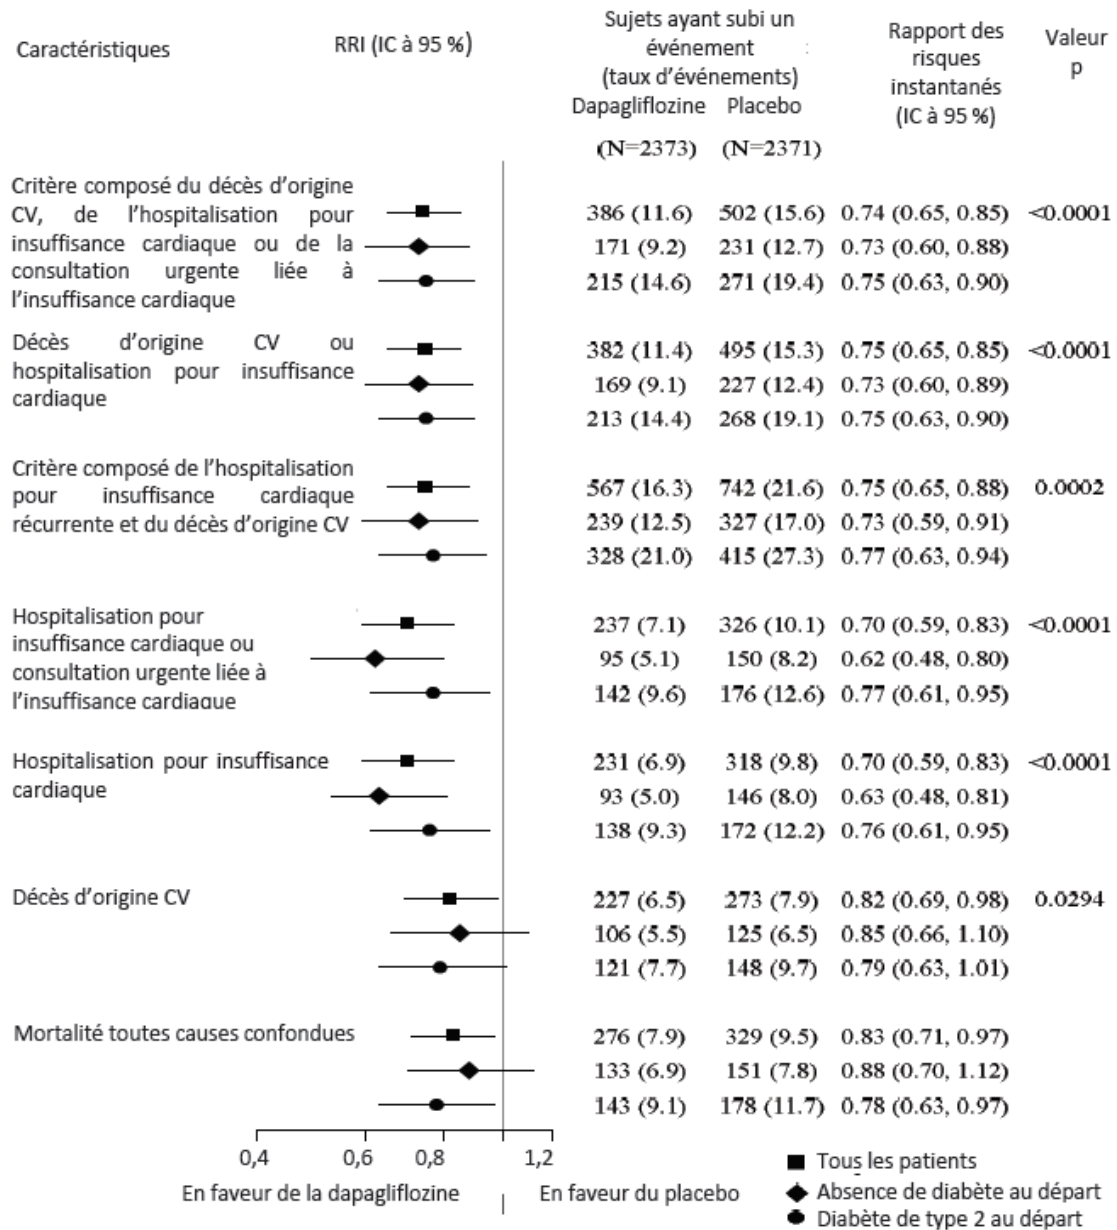 Caractéristiques
RRI (IC à 95 %)
Sujets ayant subi un
événement
(taux d'événements)
Dapagliflozine Placebo
(N=2373) (N=2371)
Rapport des
risques
instantanés
(IC à 95 %)
Valeur
p
Critère composé du décès d'origine
CV, de l'hospitalisation pour
insuffisance cardiaque ou de la
consultation urgente liée à
l'insuffisance cardiaque
386 (11.6) 502 (15.6) 0.74 (0.65, 0.85) <0.0001
171 (9.2) 231 (12.7) 0.73 (0.60, 0.88)
215 (14.6) 271 (19.4) 0.75 (0.63, 0.90)
Décès d'origine CV ou
hospitalisation pour insuffisance
cardiaque
382 (11.4) 495 (15.3) 0.75 (0.65, 0.85) <0.0001
169 (9.1) 227 (12.4) 0.73 (0.60, 0.89)
213 (14.4) 268 (19.1) 0.75 (0.63, 0.90)
Critère composé de l'hospitalisation
pour insuffisance cardiaque
récurrente et du décès d'origine CV
567 (16.3) 742 (21.6) 0.75 (0.65, 0.88) 0.0002
239 (12.5) 327 (17.0) 0.73 (0.59, 0.91)
328 (21.0) 415 (27.3) 0.77 (0.63, 0.94)
Hospitalisation pour
insuffisance cardiaque ou
consultation urgente liée à
l'insuffisance cardiaque
237 (7.1) 326 (10.1) 0.70 (0.59, 0.83) <0.0001
95 (5.1) 150 (8.2) 0.62 (0.48, 0.80)
142 (9.6) 176 (12.6) 0.77 (0.61, 0.95)
Hospitalisation pour insuffisance
cardiaque
231 (6.9) 318 (9.8) 0.70 (0.59, 0.83) <0.0001
93 (5.0) 146 (8.0) 0.63 (0.48, 0.81)
138 (9.3) 172 (12.2) 0.76 (0.61, 0.95)
Décès d'origine CV
227 (6.5) 273 (7.9) 0.82 (0.69, 0.98) 0.0294
106 (5.5) 125 (6.5) 0.85 (0.66, 1.10)
121 (7.7) 148 (9.7) 0.79 (0.63, 1.01)
Mortalité toutes causes confondues
276 (7.9) 329 (9.5) 0.83 (0.71, 0.97)
133 (6.9) 151 (7.8) 0.88 (0.70, 1.12)
143 (9.1) 178 (11.7) 0.78 (0.63, 0.97)
0,4 0,6 0,8 1 1,2
En faveur de la dapagliflozine
En faveur du placebo
Tous les patients
Absence de diabète au départ
Diabète de type 2 au départ